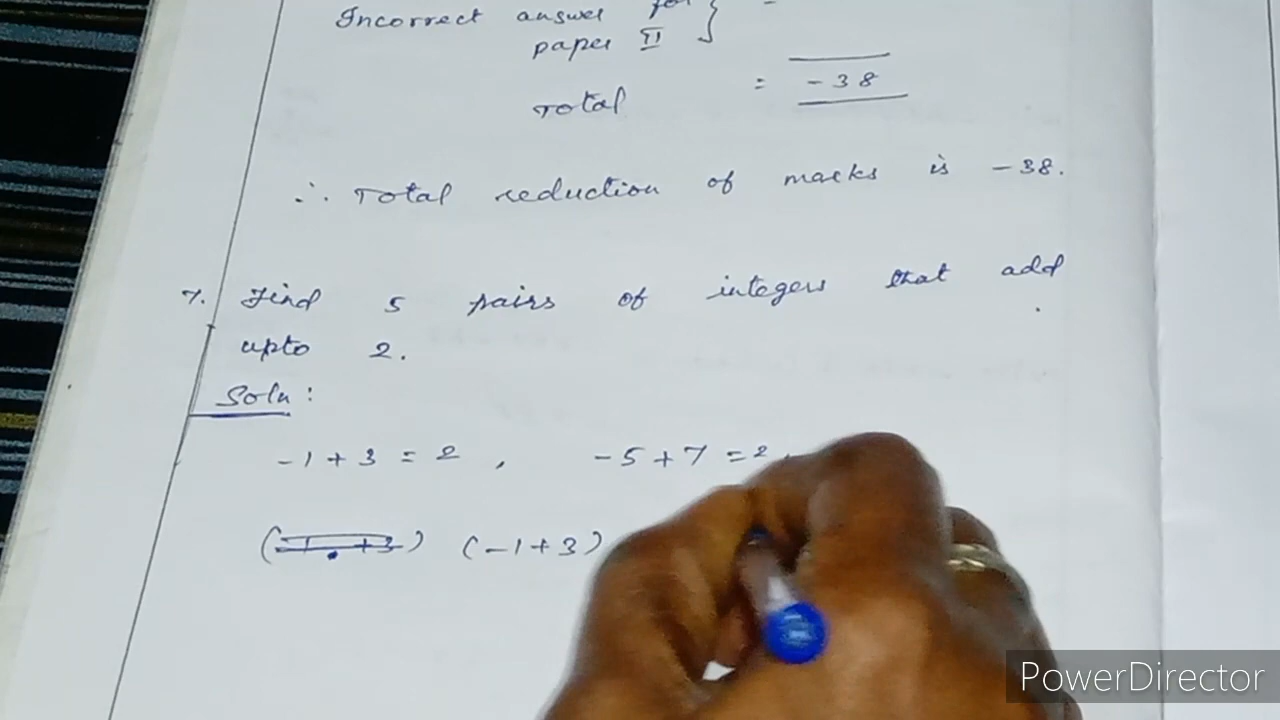 Incorrect answer for } -
paper II
Total = -38
∴ Total reduction of marks is -38.
7. Find 5 pairs of integers that add
upto 2.
Soln :
-1 + 3 = 2 , -5 + 7 = 2
( ) (-1 + 3)
PowerDirector